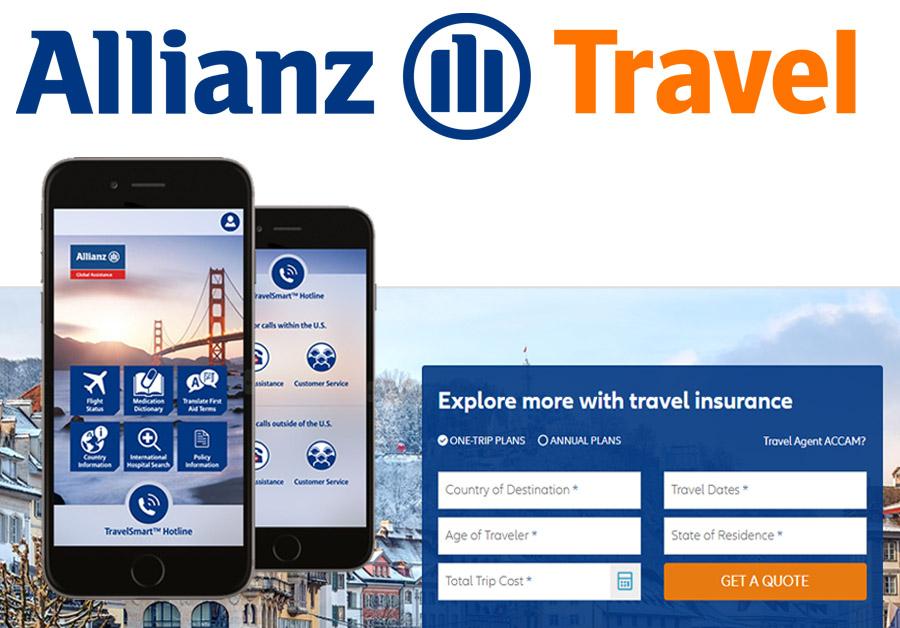 Allianz Travel
Allianz
Global Assistance
Flight
Status
Medication
Dictionary
Translate First
Aid Terms
Country
Information
International
Hospital Search
Policy
Information
TravelSmart™ Hotline
TravelSmart™ Hotline
r calls within the U.S.
ssistance
Customer Service
calls outside of the U.S.
ssistance
Customer Service
Explore more with travel insurance
ONE-TRIP PLANS ANNUAL PLANS Travel Agent ACCAM?
Country of Destination * Travel Dates *
Age of Traveler * State of Residence *
Total Trip Cost * GET A QUOTE